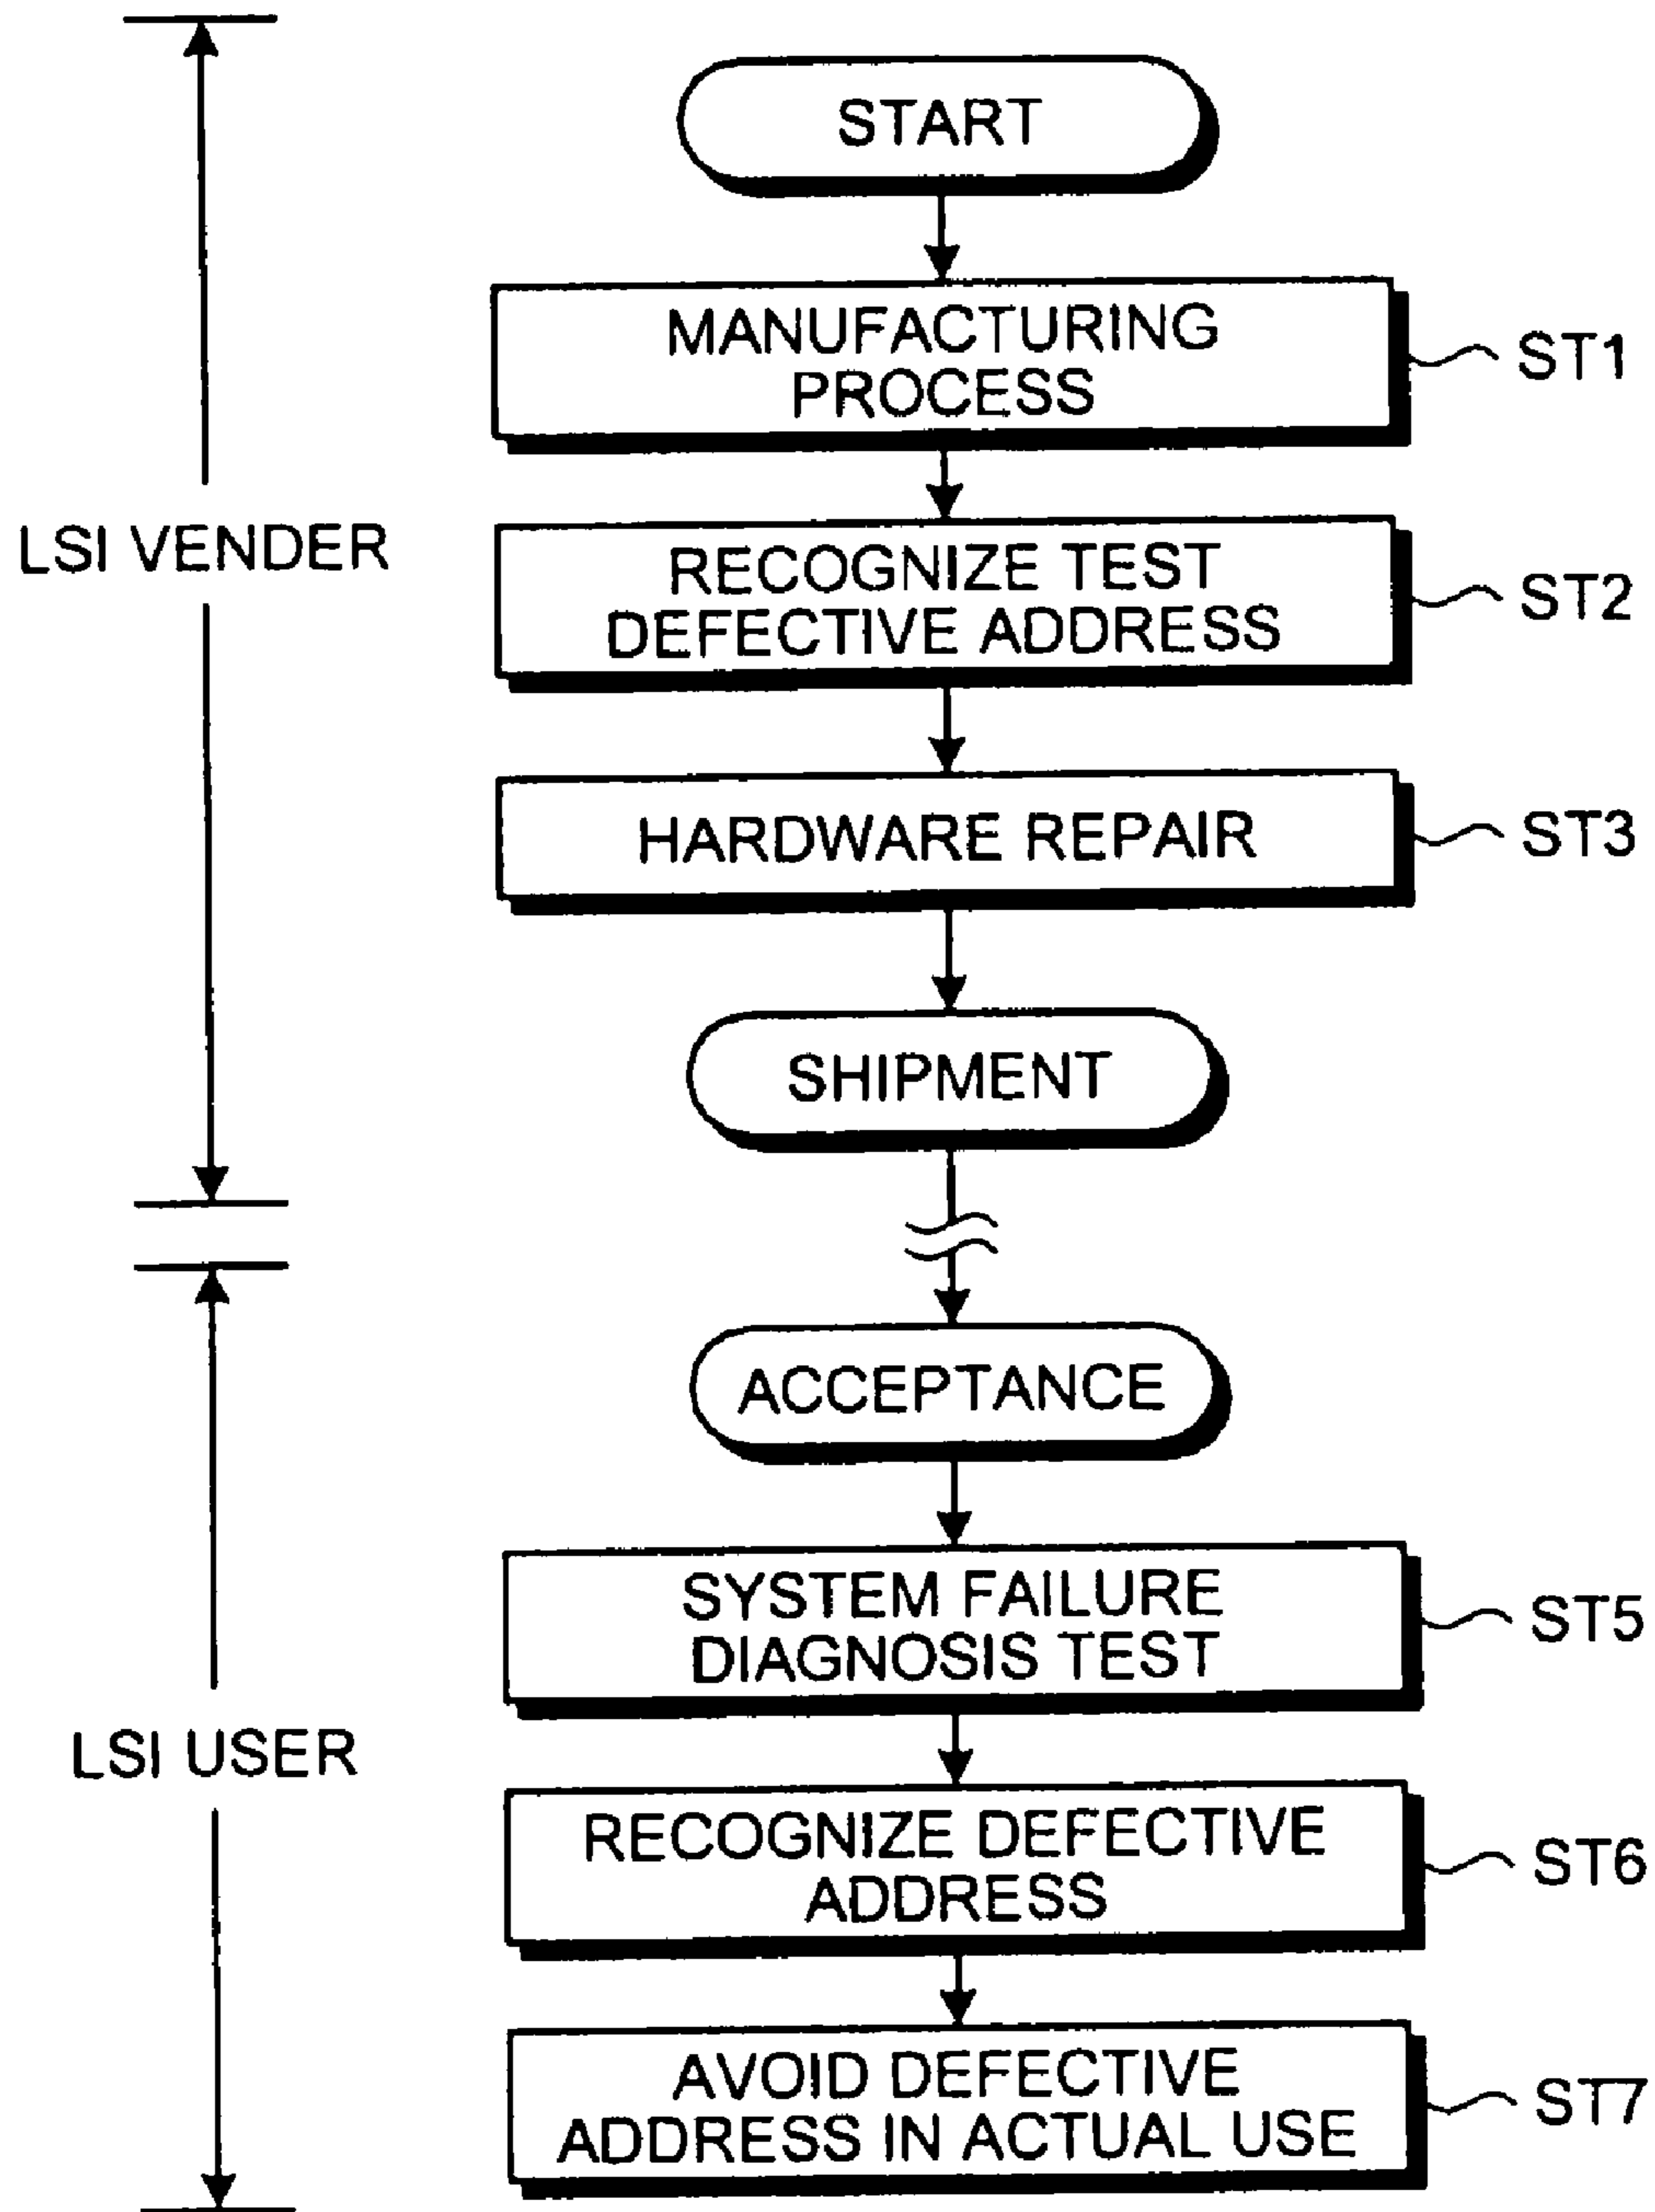 START
MANUFACTURING
PROCESS
ST1
LSI VENDER
RECOGNIZE TEST
DEFECTIVE ADDRESS
ST2
HARDWARE REPAIR
ST3
SHIPMENT
ACCEPTANCE
SYSTEM FAILURE
DIAGNOSIS TEST
ST5
LSI USER
RECOGNIZE DEFECTIVE
ADDRESS
ST6
AVOID DEFECTIVE
ADDRESS IN ACTUAL USE
ST7